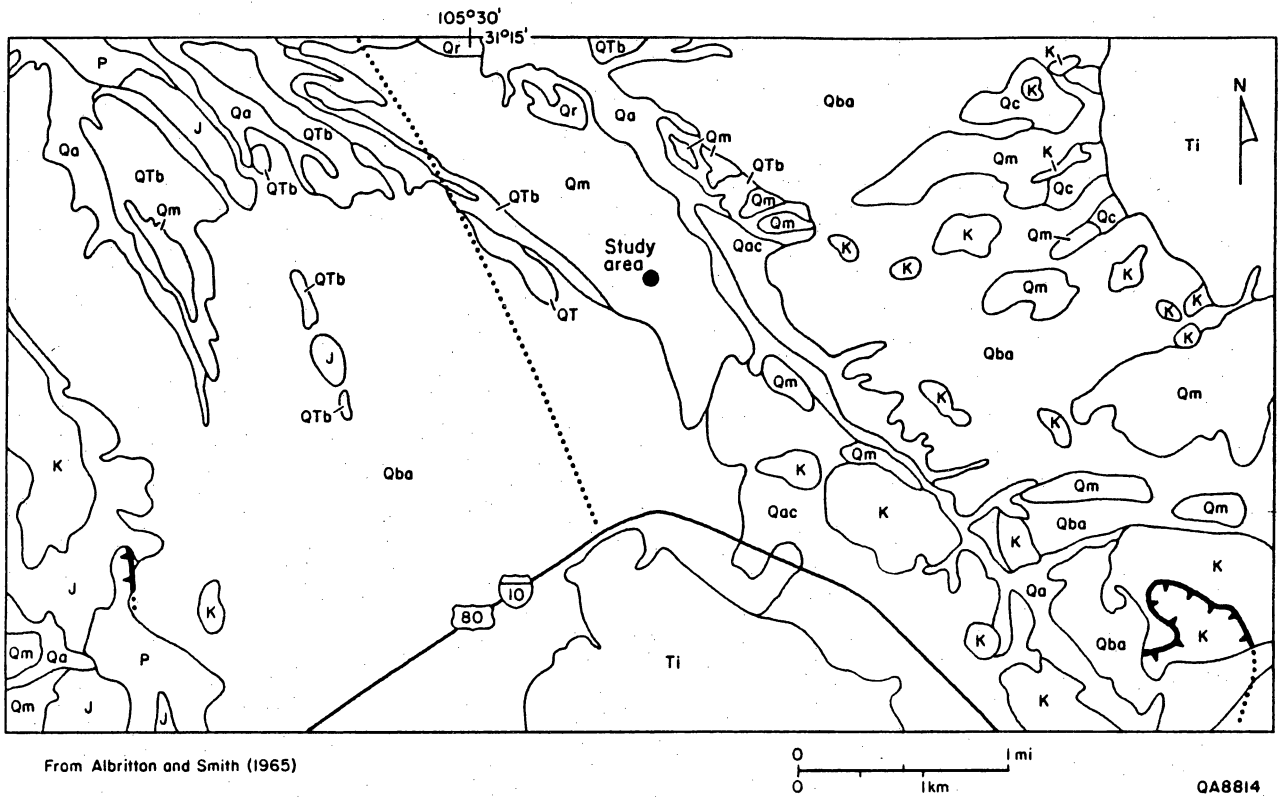 105°30'
31°15'
Qr
QTb
P
K
Qba
Qc
K
N
Qa
QTb
J
Qr
Qa
Qm
Qa
QTb
QTb
Qm
QTb
Qm
K
Ti
Qc
QTb
Qm
Qm
QTb
Qm
Qm
Qc
Qac
K
K
Qm
Study
area
K
K
QTb
Qm
K
K
QT
K
J
Qba
Qm
Qm
K
QTb
K
K
Qba
K
Qm
Qm
Qac
K
Qba
Qm
K
K
J
10
Qa
K
80
K
K
Qba
K
Qm
Qa
P
Ti
Qm
J
J
K
From Albritton and Smith (1965)
0
1 mi
0
1 km
QA8814